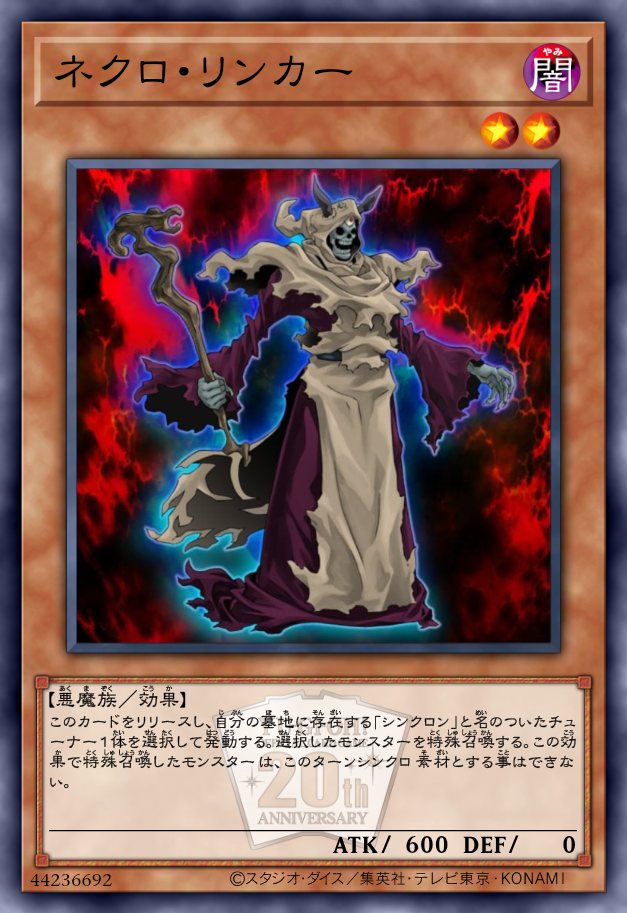 ネクロ・リンカー
闇
やみ
【悪魔族/効果】
このカードをリリースし、自分の墓地に存在する「シンクロン」と名のついたチュ
ーナー1体を選択して発動する。選択したモンスターを特殊召喚する。この効
果で特殊召喚したモンスターは、このターンシンクロ素材とする事はできな
い。
20th
ANNIVERSARY
ATK/ 600 DEF/ 0
44236692
©スタジオ・ダイス/集英社・テレビ東京・KONAMI